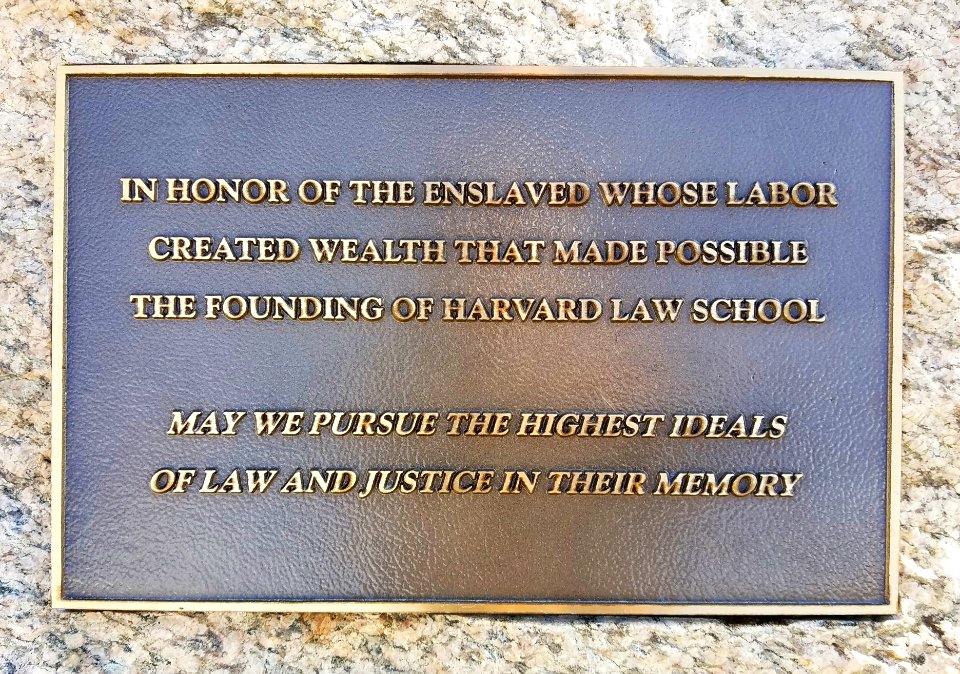 IN HONOR OF THE ENSLAVED WHOSE LABOR
CREATED WEALTH THAT MADE POSSIBLE
THE FOUNDING OF HARVARD LAW SCHOOL
MAY WE PURSUE THE HIGHEST IDEALS
OF LAW AND JUSTICE IN THEIR MEMORY